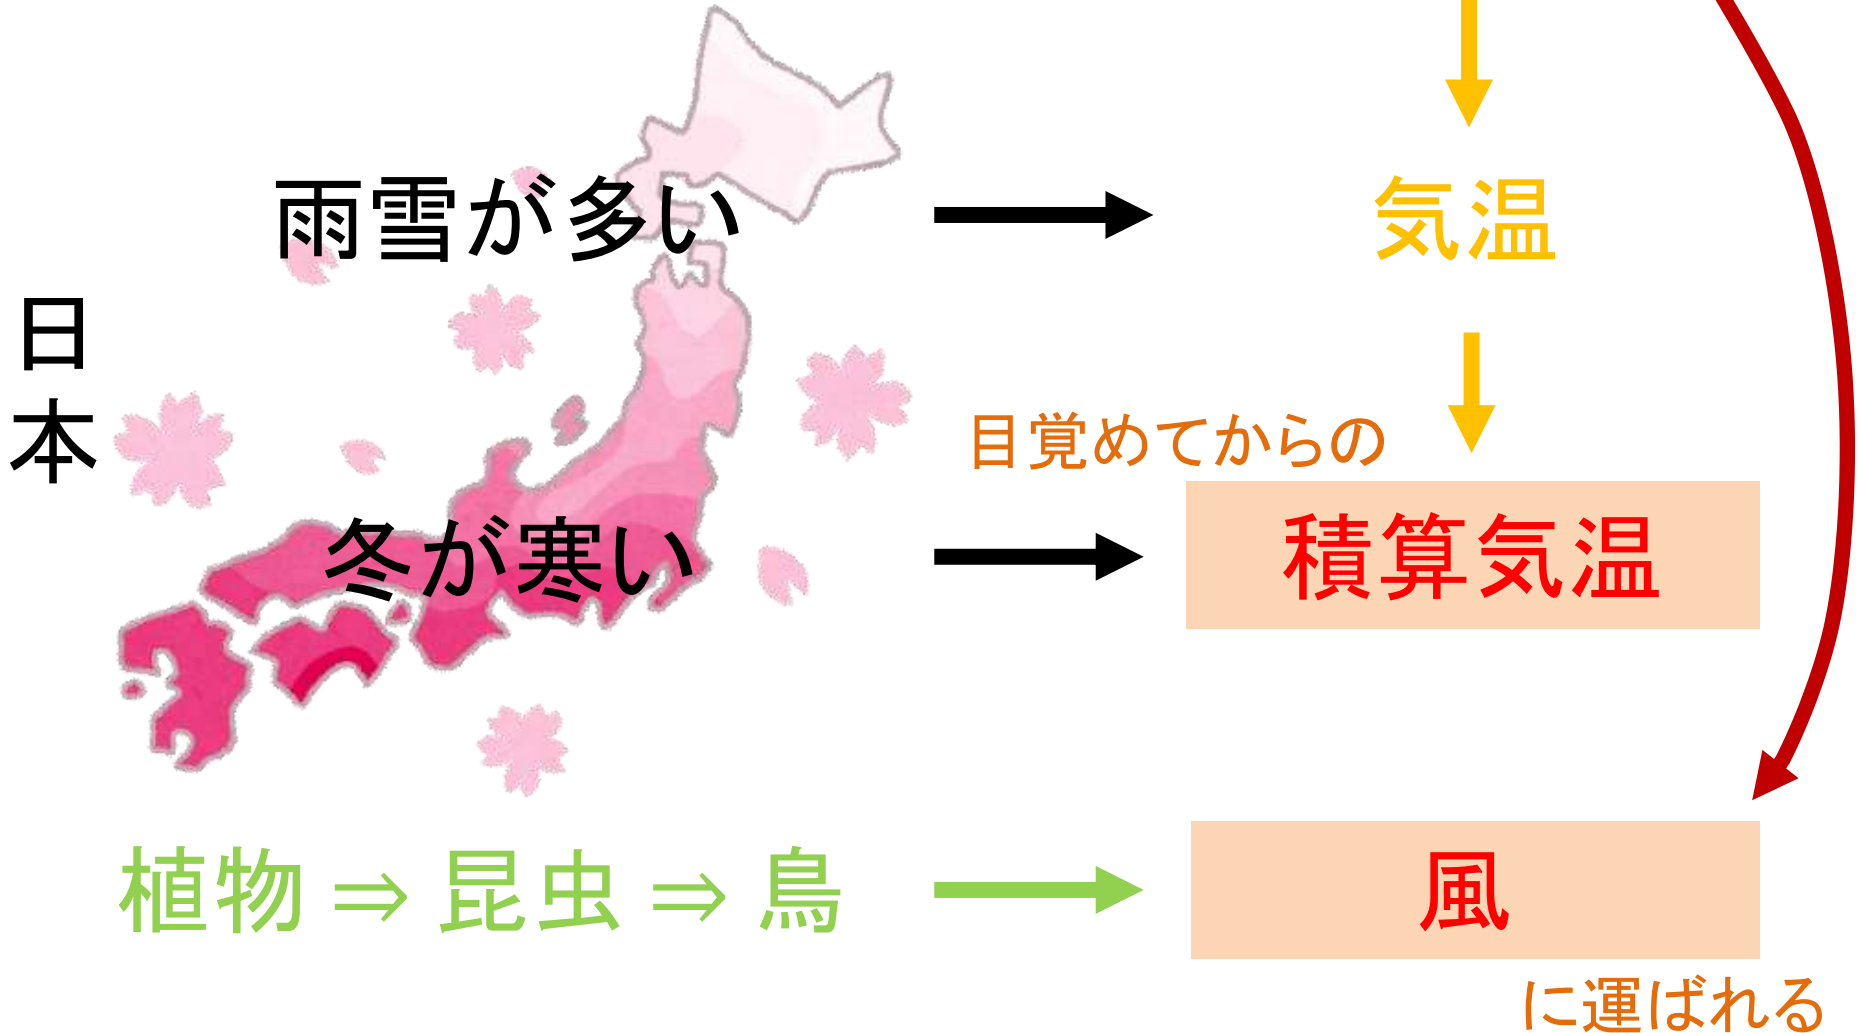 日本
雨雪が多い
気温
目覚めてからの
冬が寒い
積算気温
植物 ⇒ 昆虫 ⇒ 鳥
風
に運ばれる